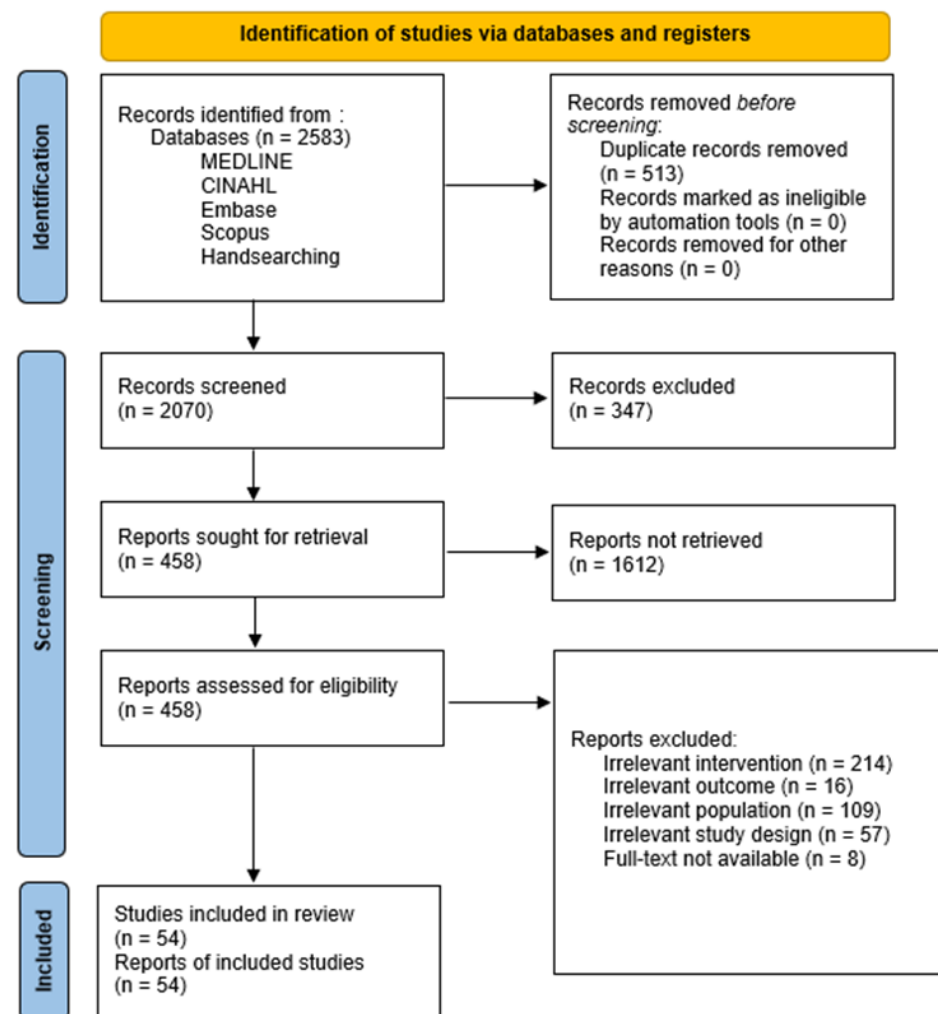 Identification of studies via databases and registers
Identification
Records identified from :
Databases (n = 2583)
MEDLINE
CINAHL
Embase
Scopus
Handsearching
Records removed before
screening:
Duplicate records removed
(n = 513)
Records marked as ineligible
by automation tools (n = 0)
Records removed for other
reasons (n = 0)
Screening
Records screened
(n = 2070)
Records excluded
(n = 347)
Reports sought for retrieval
(n = 458)
Reports not retrieved
(n = 1612)
Reports assessed for eligibility
(n = 458)
Reports excluded:
Irrelevant intervention (n = 214)
Irrelevant outcome (n = 16)
Irrelevant population (n = 109)
Irrelevant study design (n = 57)
Full-text not available (n = 8)
Included
Studies included in review
(n = 54)
Reports of included studies
(n = 54)